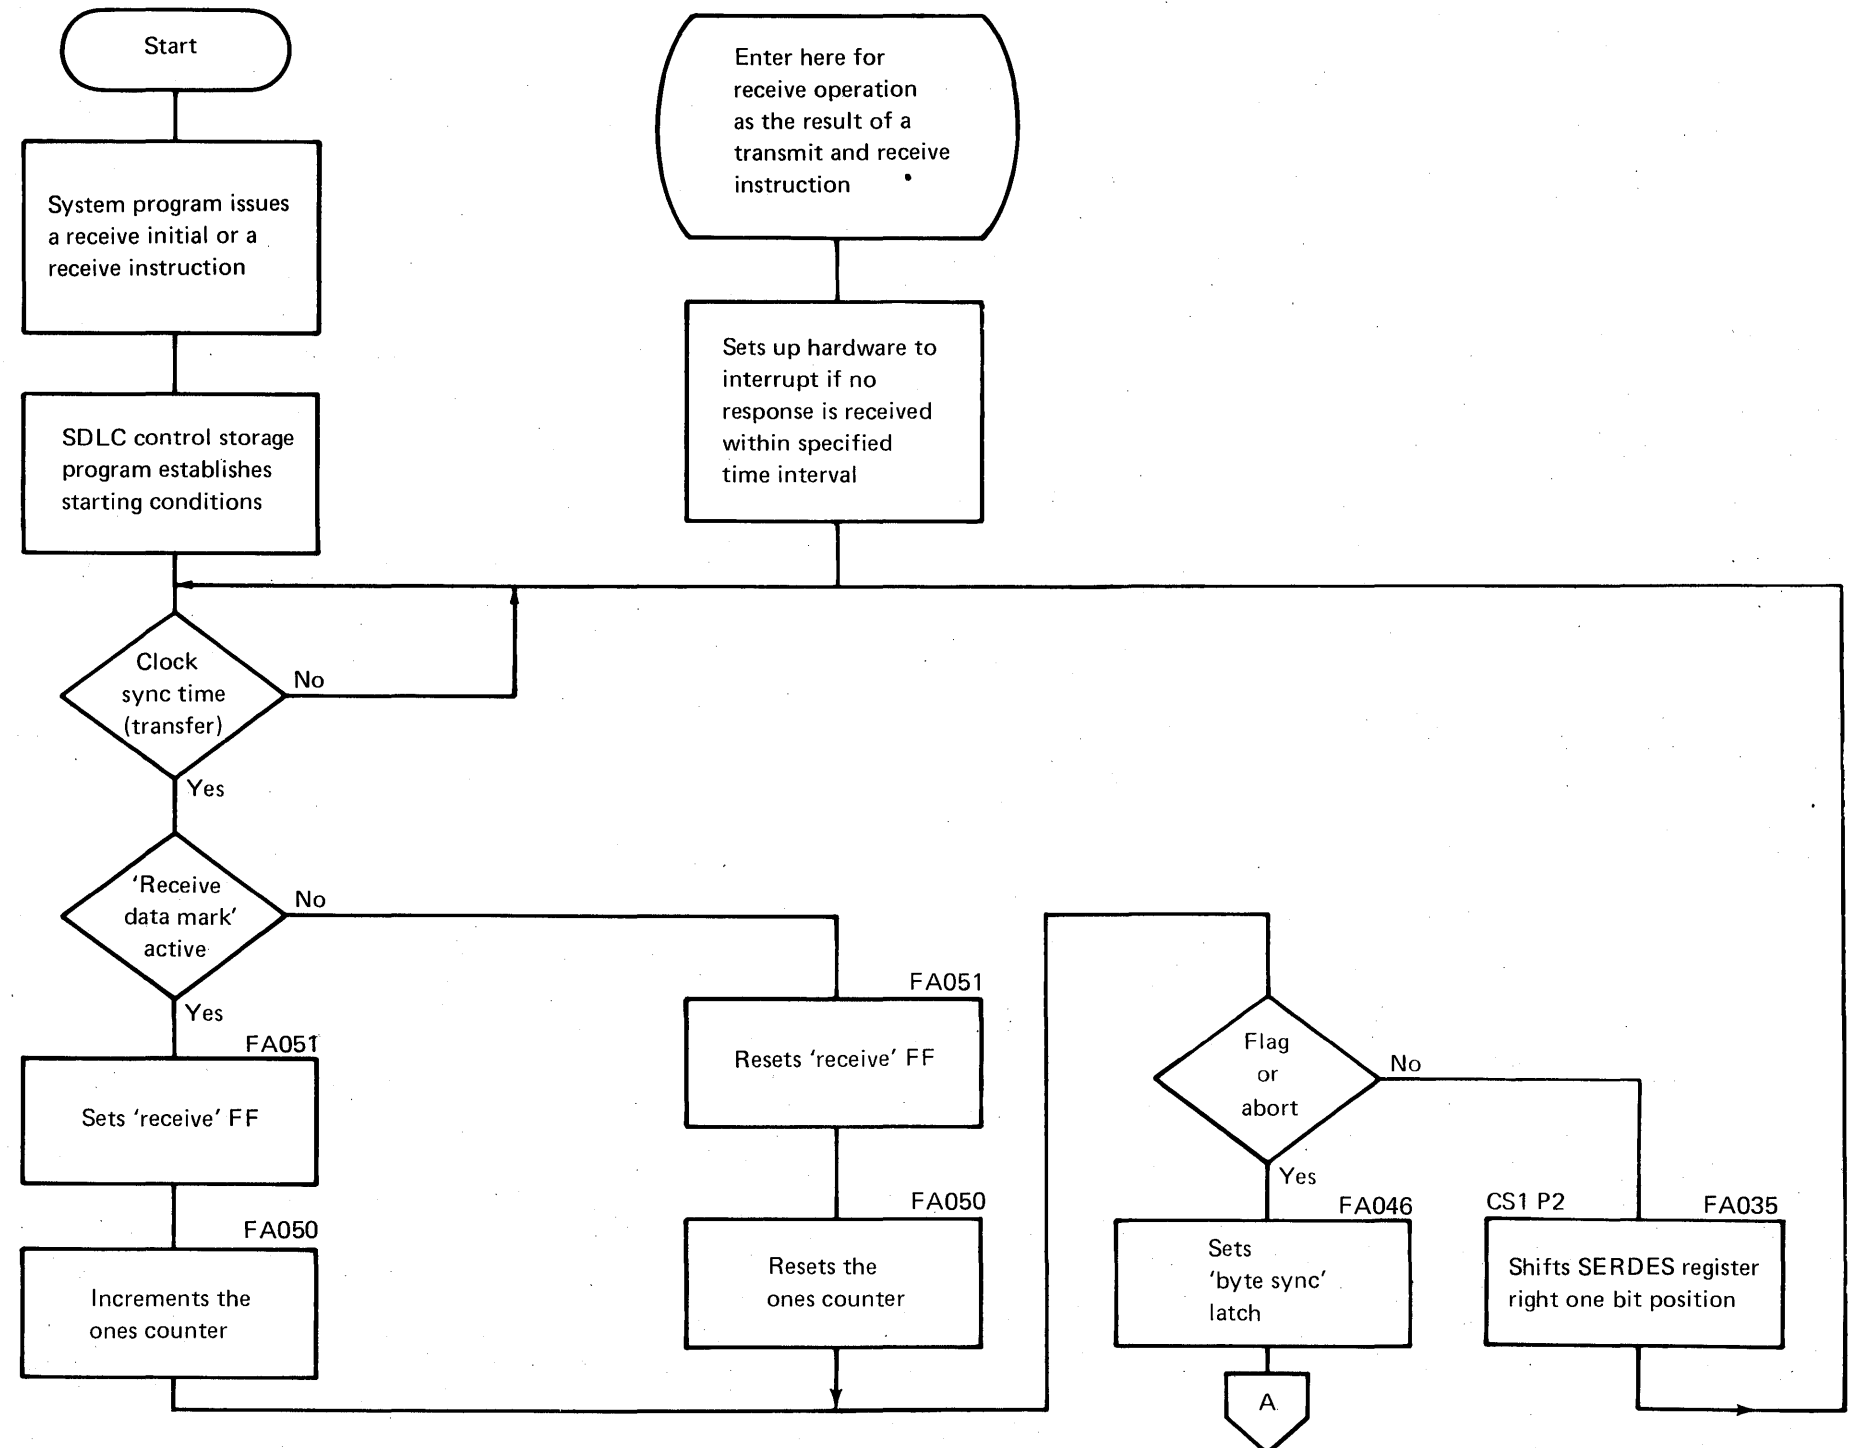 Start
System program issues
a receive initial or a
receive instruction
SDLC control storage
program establishes
starting conditions
Enter here for
receive operation
as the result of a
transmit and receive
instruction
Sets up hardware to
interrupt if no
response is received
within specified
time interval
Clock
sync time
(transfer)
No
Yes
'Receive
data mark'
active
No
Yes
FA051
Sets 'receive' FF
FA050
Increments the
ones counter
FA051
Resets 'receive' FF
FA050
Resets the
ones counter
Flag
or
abort
No
Yes
FA046
Sets
'byte sync'
latch
A
CS1 P2
FA035
Shifts SERDES register
right one bit position